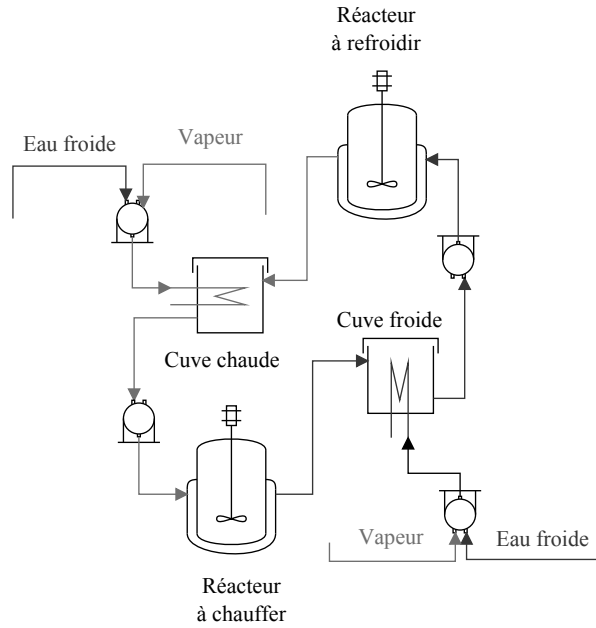 Réacteur
à refroidir
Eau froide
Vapeur
Cuve froide
Cuve chaude
Vapeur
Eau froide
Réacteur
à chauffer